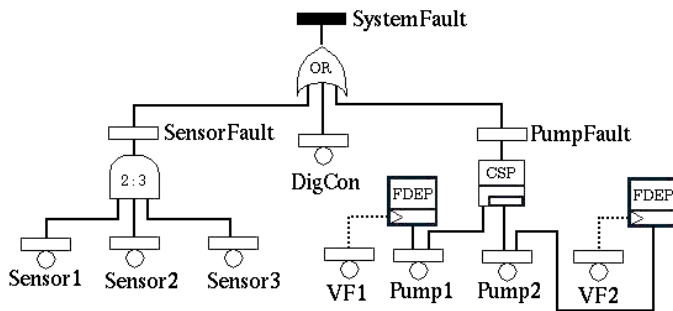 SystemFault
OR
SensorFault
PumpFault
2:3
DigCon
CSP
FDEP
FDEP
Sensor1
Sensor2
Sensor3
VF1
Pump1
Pump2
VF2